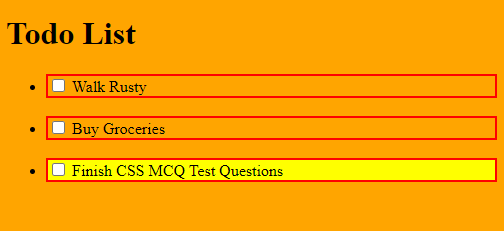 Todo List
Walk Rusty
Buy Groceries
Finish CSS MCQ Test Questions